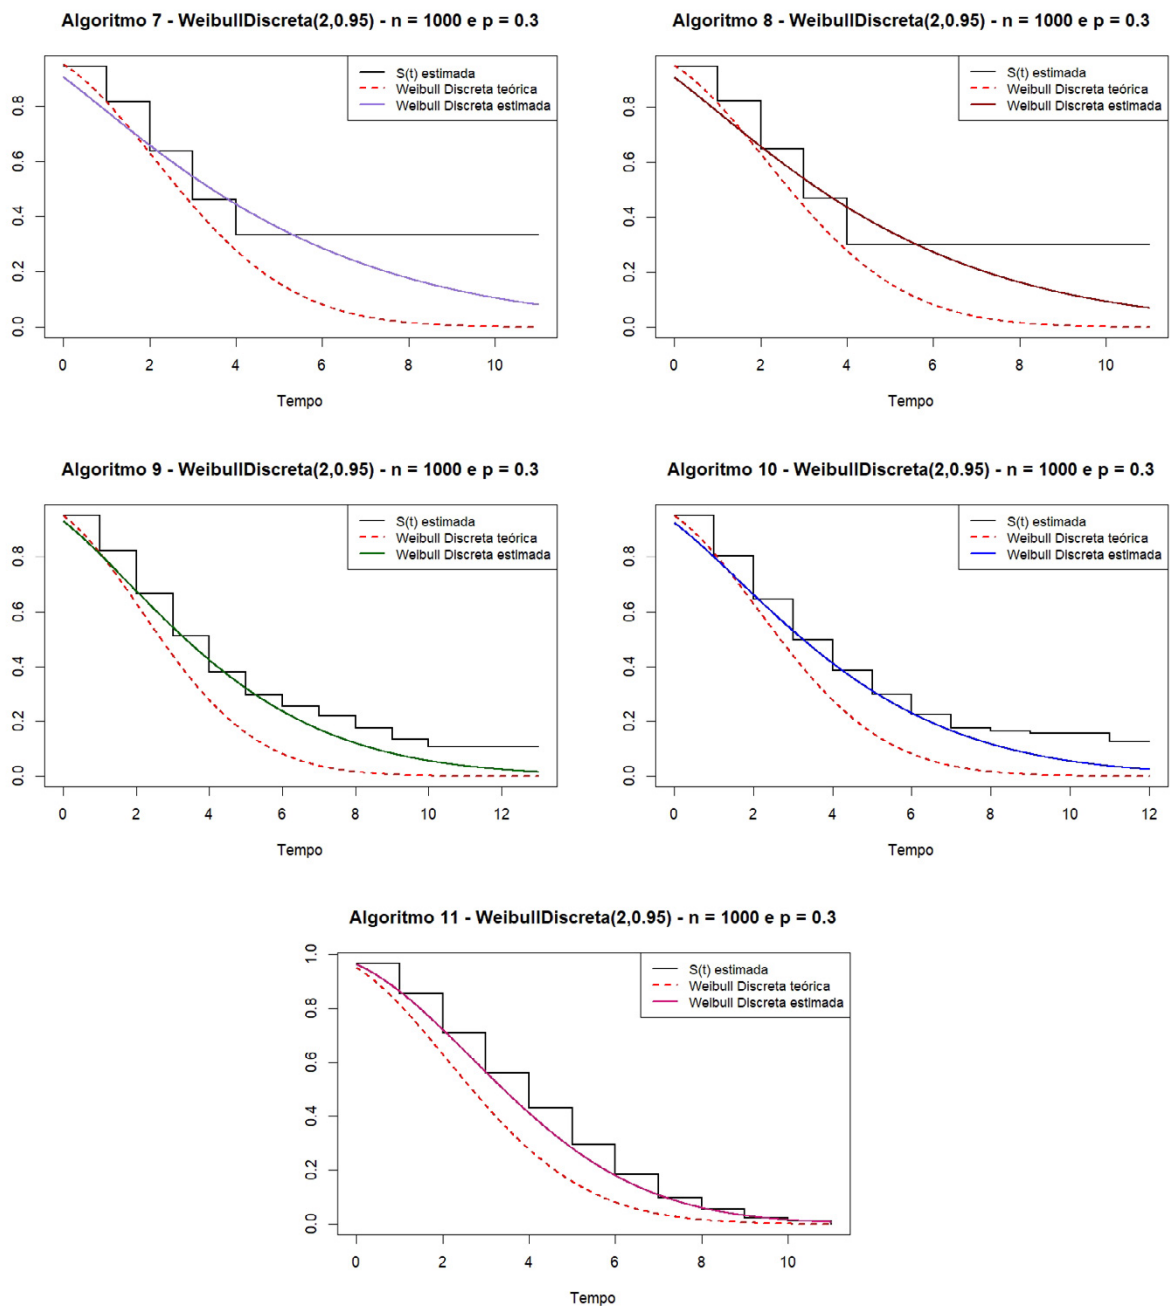 Algoritmo 7 - WeibullDiscreta(2,0.95) - n = 1000 e p = 0.3
S(t) estimada
Weibull Discreta teórica
Weibull Discreta estimada
0.8
0.6
0.4
0.2
0.0
0 2 4 6 8 10
Tempo
Algoritmo 8 - WeibullDiscreta(2,0.95) - n = 1000 e p = 0.3
S(t) estimada
Weibull Discreta teórica
Weibull Discreta estimada
0.8
0.6
0.4
0.2
0.0
0 2 4 6 8 10
Tempo
Algoritmo 9 - WeibullDiscreta(2,0.95) - n = 1000 e p = 0.3
S(t) estimada
Weibull Discreta teórica
Weibull Discreta estimada
0.8
0.6
0.4
0.2
0.0
0 2 4 6 8 10 12
Tempo
Algoritmo 10 - WeibullDiscreta(2,0.95) - n = 1000 e p = 0.3
S(t) estimada
Weibull Discreta teórica
Weibull Discreta estimada
0.8
0.6
0.4
0.2
0.0
0 2 4 6 8 10 12
Tempo
Algoritmo 11 - WeibullDiscreta(2,0.95) - n = 1000 e p = 0.3
S(t) estimada
Weibull Discreta teórica
Weibull Discreta estimada
1.0
0.8
0.6
0.4
0.2
0.0
0 2 4 6 8 10
Tempo